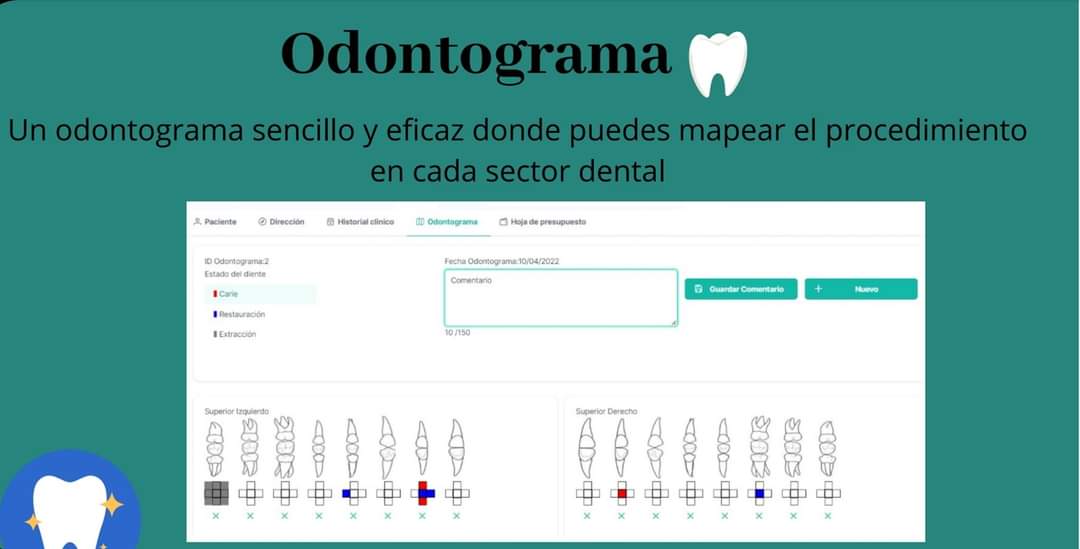 Odontograma
Un odontograma sencillo y eficaz donde puedes mapear el procedimiento
en cada sector dental
Paciente Dirección Historial clínico Odontograma Hoja de presupuesto
ID Odontograma:2
Estado del diente
Carie
Restauración
Extracción
Fecha Odontograma:10/04/2022
Comentario
10 /150
Guardar Comentario
+ Nuevo
Superior Izquierdo
Superior Derecho